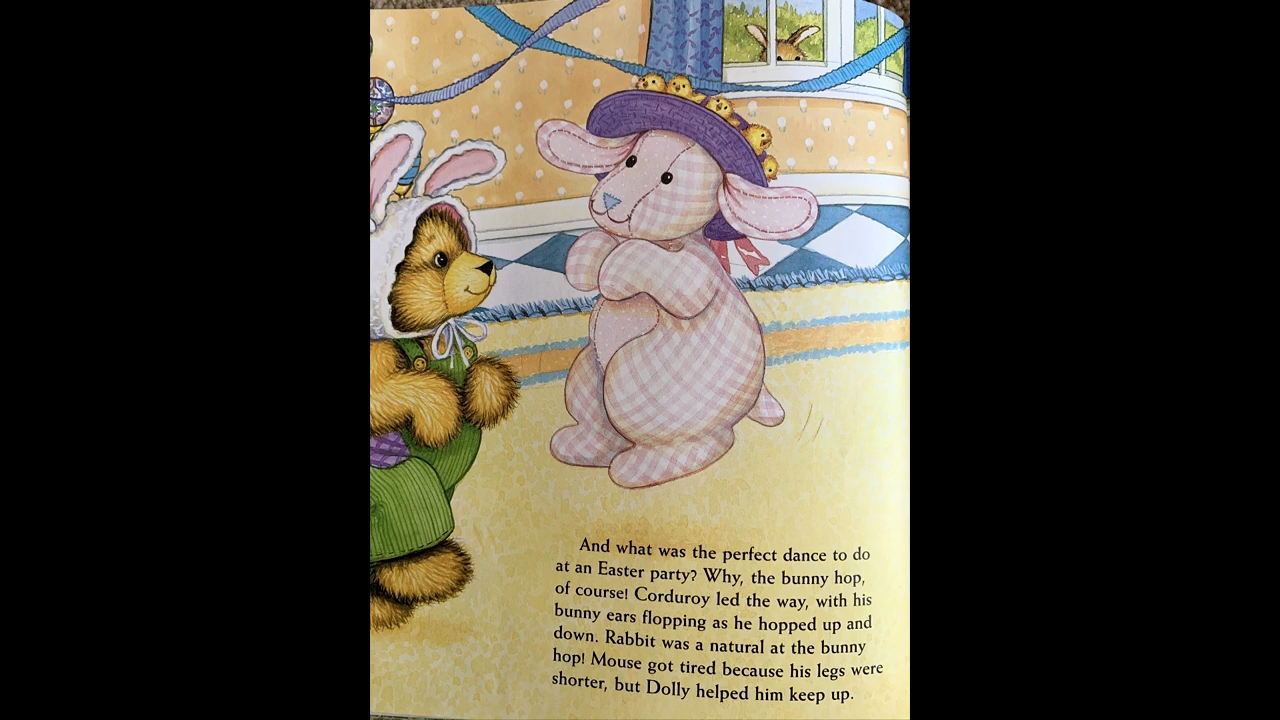 And what was the perfect dance to do
at an Easter party? Why, the bunny hop,
of course! Corduroy led the way, with his
bunny ears flopping as he hopped up and
down. Rabbit was a natural at the bunny
hop! Mouse got tired because his legs were
shorter, but Dolly helped him keep up.